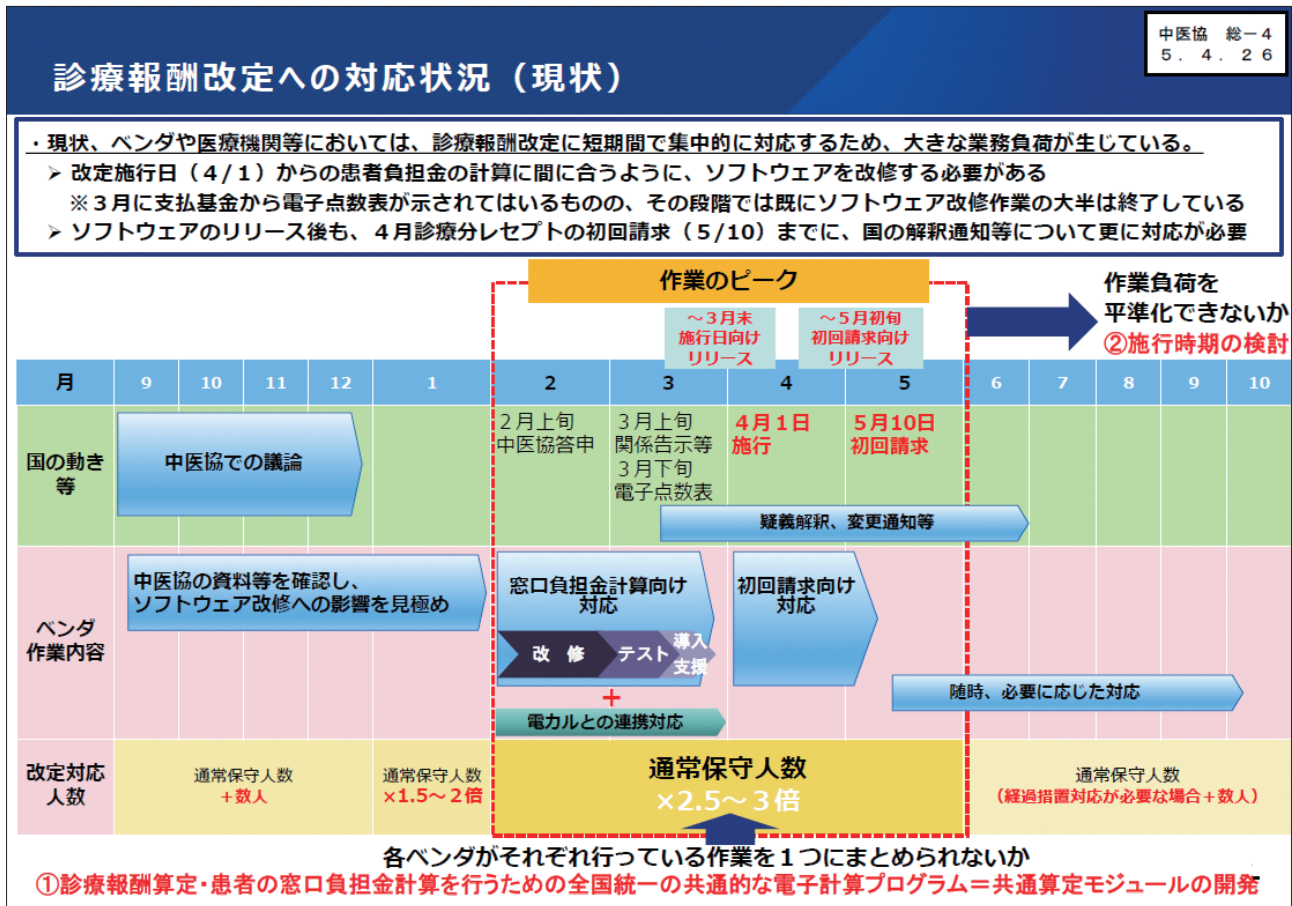 中医協　総－４
５．４．２６
診療報酬改定への対応状況（現状）
・現状、ベンダや医療機関等においては、診療報酬改定に短期間で集中的に対応するため、大きな業務負荷が生じている。
➢ 改定施行日（４/１）からの患者負担金の計算に間に合うように、ソフトウェアを改修する必要がある
※３月に支払基金から電子点数表が示されてはいるものの、その段階では既にソフトウェア改修作業の大半は終了している
➢ ソフトウェアのリリース後も、４月診療分レセプトの初回請求（５/10）までに、国の解釈通知等について更に対応が必要
作業のピーク
～３月末
施行日向け
リリース
～５月初旬
初回請求向け
リリース
作業負荷を
平準化できないか
②施行時期の検討
月 9 10 11 12 1 2 3 4 5 6 7 8 9 10
国の動き
等
中医協での議論
２月上旬
中医協答申
３月上旬
関係告示等
３月下旬
電子点数表
４月１日
施行
５月10日
初回請求
疑義解釈、変更通知等
ベンダ
作業内容
中医協の資料等を確認し、
ソフトウェア改修への影響を見極め
窓口負担金計算向け
対応
改 修
テスト
導入
支援
＋
電カルとの連携対応
初回請求向け
対応
随時、必要に応じた対応
改定対応
人数
通常保守人数
＋数人
通常保守人数
×1.5～２倍
通常保守人数
×2.5～３倍
通常保守人数
（経過措置対応が必要な場合＋数人）
各ベンダがそれぞれ行っている作業を１つにまとめられないか
①診療報酬算定・患者の窓口負担金計算を行うための全国統一の共通的な電子計算プログラム＝共通算定モジュールの開発